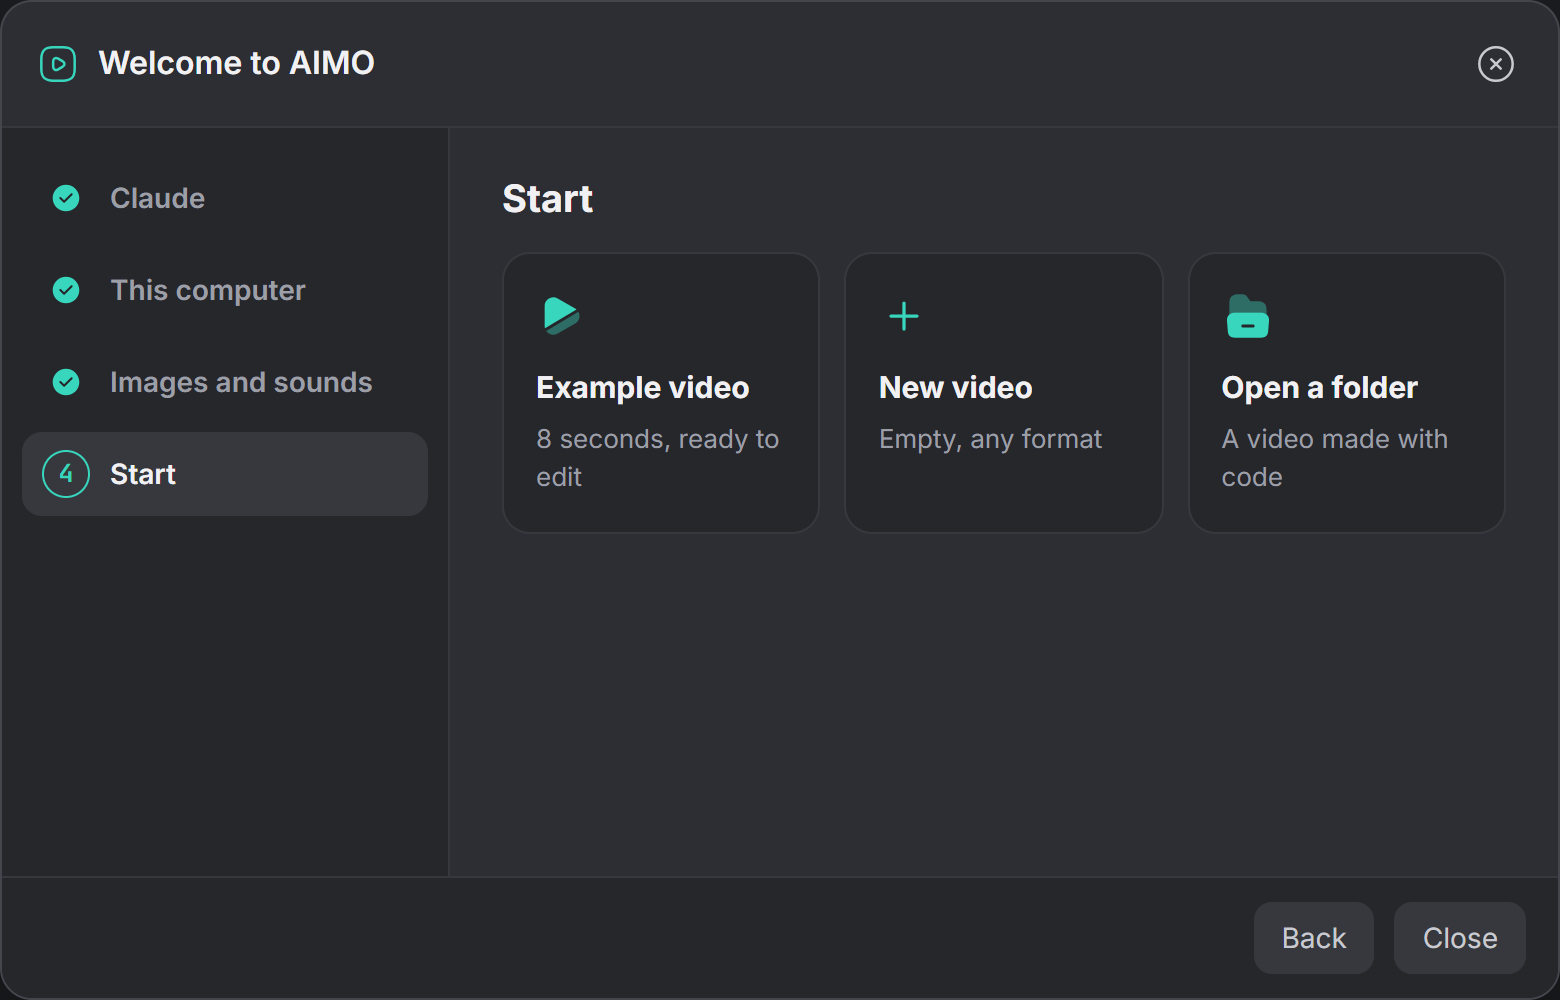 Welcome to AIMO
Claude
This computer
Images and sounds
4 Start
Start
Example video
8 seconds, ready to
edit
New video
Empty, any format
Open a folder
A video made with
code
Back
Close